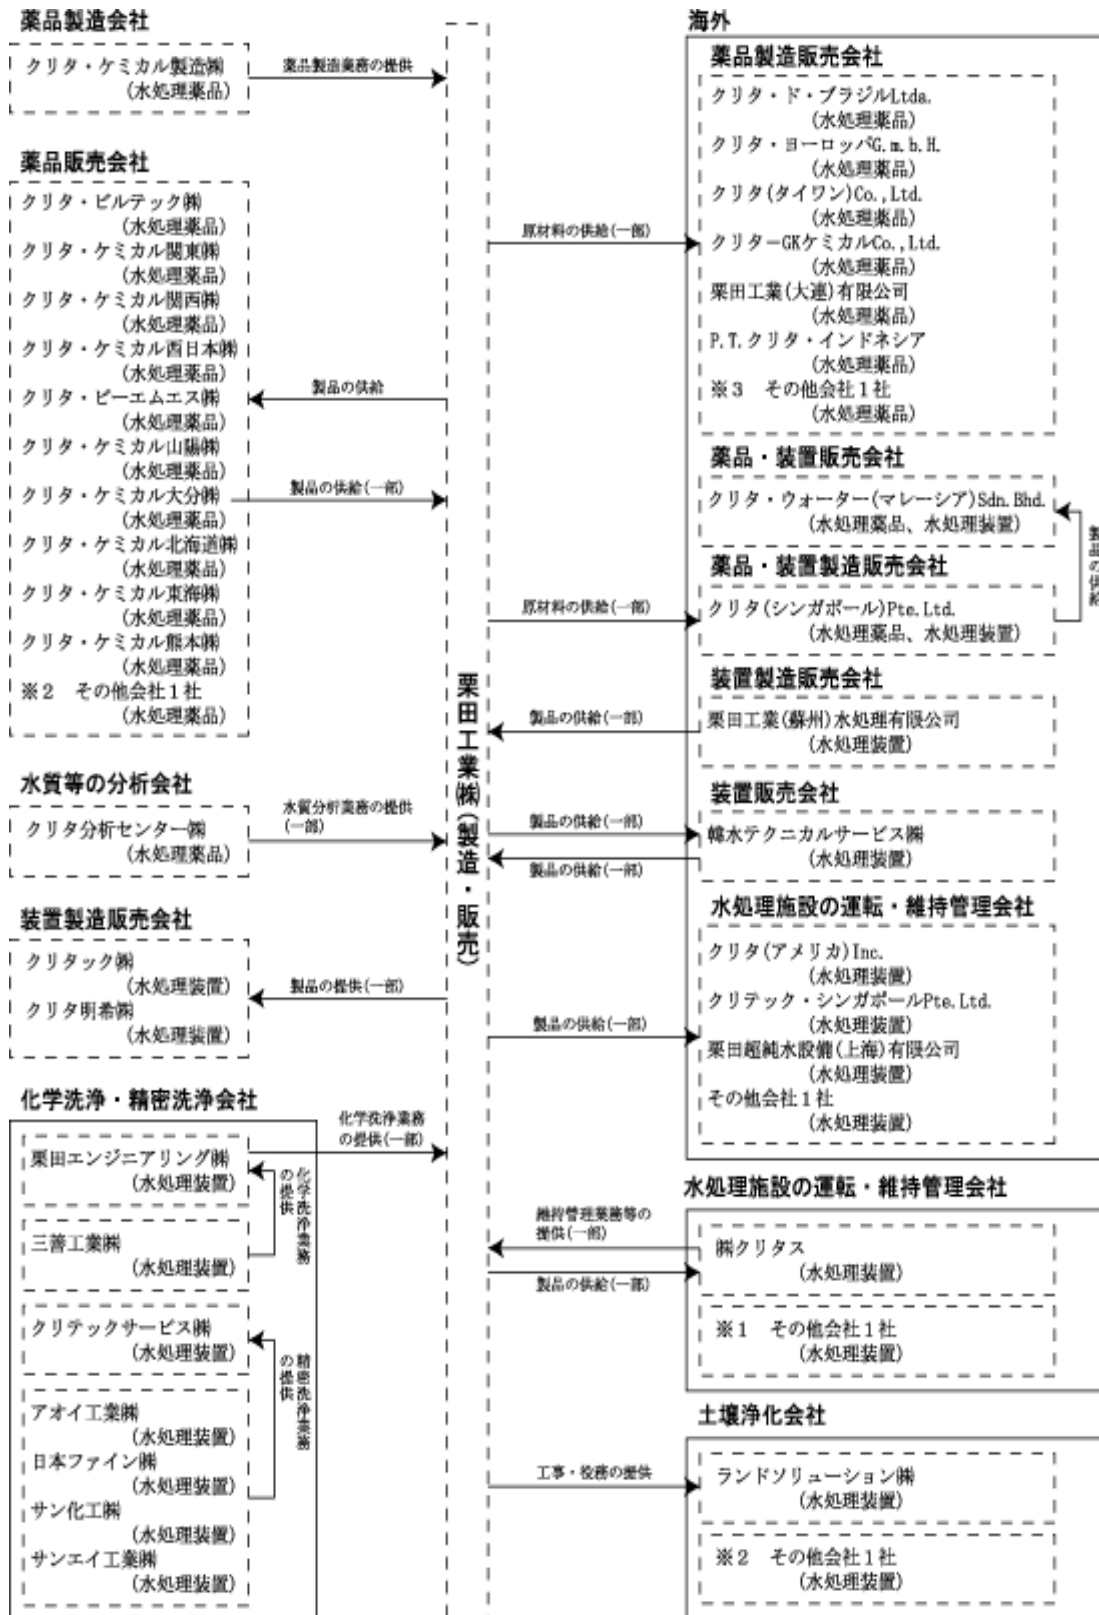 薬品製造会社
クリタ・ケミカル製造㈱
(水処理薬品)
薬品製造業務の提供
薬品販売会社
クリタ・ビルテック㈱
(水処理薬品)
クリタ・ケミカル関東㈱
(水処理薬品)
クリタ・ケミカル関西㈱
(水処理薬品)
クリタ・ケミカル西日本㈱
(水処理薬品)
クリタ・ビーエムエス㈱
(水処理薬品)
クリタ・ケミカル山陽㈱
(水処理薬品)
クリタ・ケミカル大分㈱
(水処理薬品)
クリタ・ケミカル北海道㈱
(水処理薬品)
クリタ・ケミカル東海㈱
(水処理薬品)
クリタ・ケミカル熊本㈱
(水処理薬品)
※2 その他会社1社
(水処理薬品)
製品の供給
製品の供給(一部)
水質等の分析会社
クリタ分析センター㈱
(水処理薬品)
水質分析業務の提供
(一部)
装置製造販売会社
クリタック㈱
(水処理装置)
クリタ明希㈱
(水処理装置)
製品の提供(一部)
化学洗浄・精密洗浄会社
栗田エンジニアリング㈱
(水処理装置)
三善工業㈱
(水処理装置)
化学洗浄業務
の提供
化学洗浄業務
の提供(一部)
クリテックサービス㈱
(水処理装置)
アオイ工業㈱
(水処理装置)
日本ファイン㈱
(水処理装置)
サン化工㈱
(水処理装置)
サンエイ工業㈱
(水処理装置)
精密洗浄業務
の提供
栗田工業㈱(製造・販売)
海外
薬品製造販売会社
クリタ・ド・ブラジルLtda.
(水処理薬品)
クリタ・ヨーロッパG.m.b.H.
(水処理薬品)
クリタ(タイワン)Co.,Ltd.
(水処理薬品)
クリターGKケミカルCo.,Ltd.
(水処理薬品)
栗田工業(大連)有限公司
(水処理薬品)
P.T.クリタ・インドネシア
(水処理薬品)
※3 その他会社1社
(水処理薬品)
原材料の供給(一部)
薬品・装置販売会社
クリタ・ウォーター(マレーシア)Sdn.Bhd.
(水処理薬品、水処理装置)
製品の供給
薬品・装置製造販売会社
クリタ(シンガポール)Pte.Ltd.
(水処理薬品、水処理装置)
原材料の供給(一部)
装置製造販売会社
栗田工業(蘇州)水処理有限公司
(水処理装置)
製品の供給(一部)
装置販売会社
韓水テクニカルサービス㈱
(水処理装置)
製品の供給(一部)
製品の供給(一部)
水処理施設の運転・維持管理会社
クリタ(アメリカ)Inc.
(水処理装置)
クリテック・シンガポールPte.Ltd.
(水処理装置)
栗田超純水設備(上海)有限公司
(水処理装置)
その他会社1社
(水処理装置)
製品の供給(一部)
水処理施設の運転・維持管理会社
㈱クリタス
(水処理装置)
※1 その他会社1社
(水処理装置)
維持管理業務等の
提供(一部)
製品の供給(一部)
土壌浄化会社
ランドソリューション㈱
(水処理装置)
※2 その他会社1社
(水処理装置)
工事・役務の提供